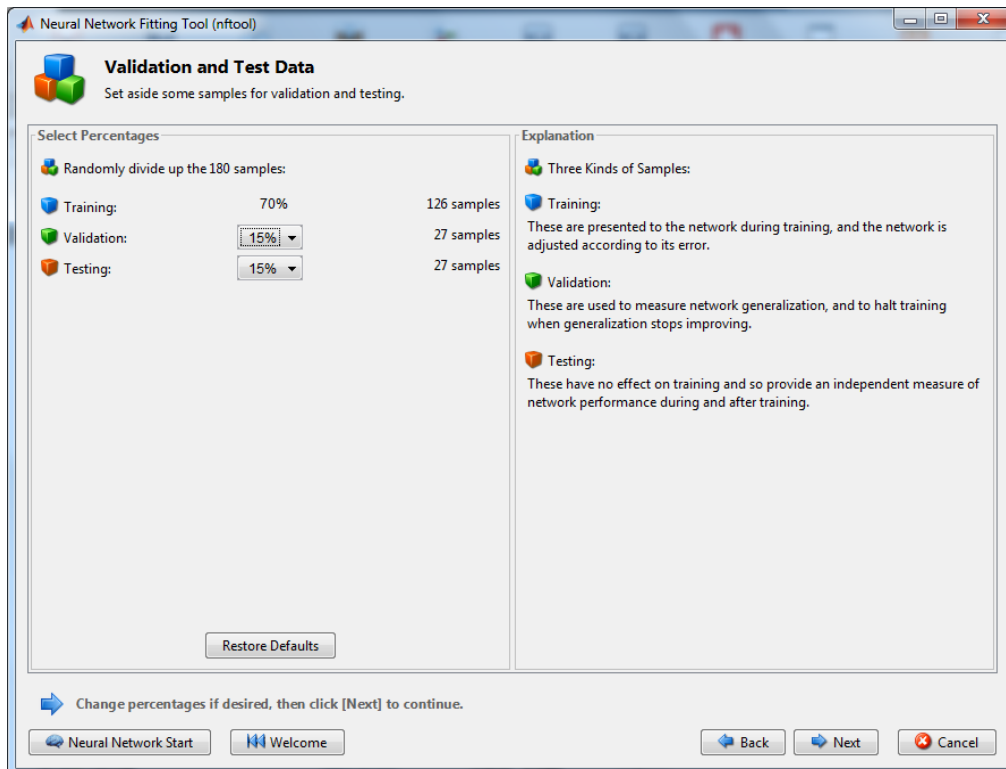 Neural Network Fitting Tool (nftool)
Validation and Test Data
Set aside some samples for validation and testing.
Select Percentages
Randomly divide up the 180 samples:
Training: 70% 126 samples
Validation: 15% 27 samples
Testing: 15% 27 samples
Restore Defaults
Explanation
Three Kinds of Samples:
Training:
These are presented to the network during training, and the network is
adjusted according to its error.
Validation:
These are used to measure network generalization, and to halt training
when generalization stops improving.
Testing:
These have no effect on training and so provide an independent measure of
network performance during and after training.
Change percentages if desired, then click [Next] to continue.
Neural Network Start Welcome Back Next Cancel